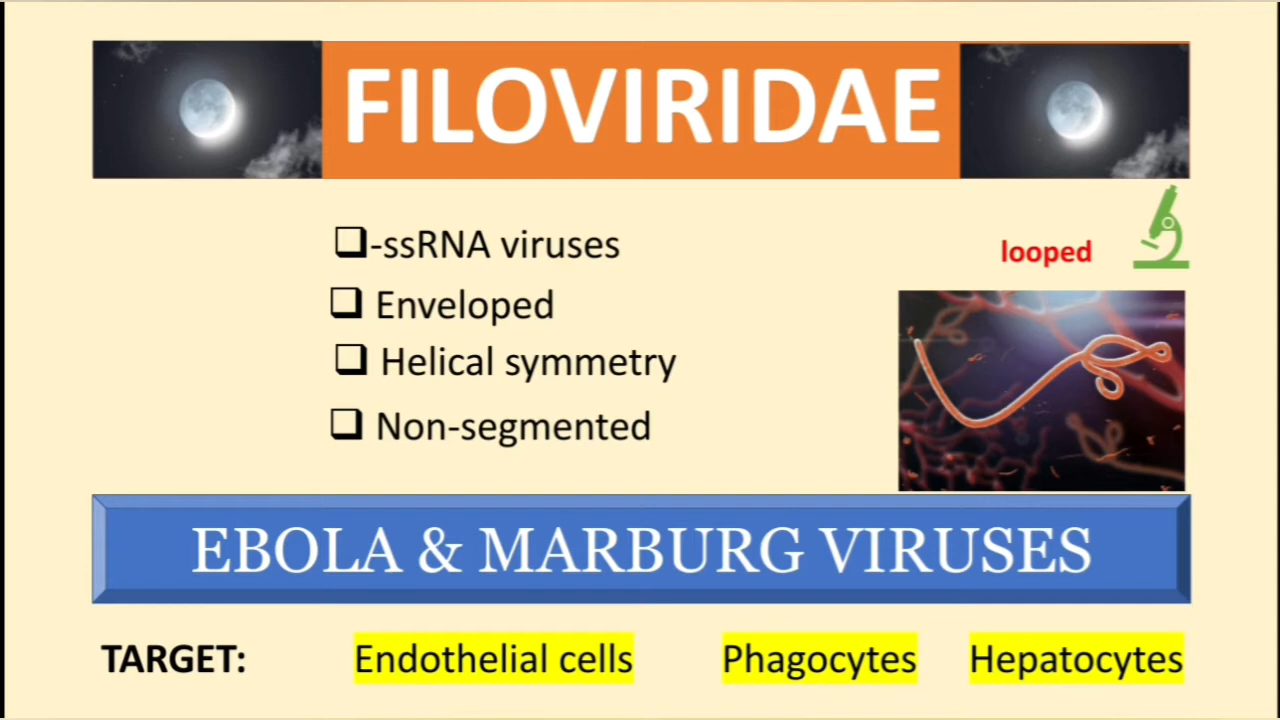 FILOVIRIDAE
-ssRNA viruses
looped
Enveloped
Helical symmetry
Non-segmented
EBOLA & MARBURG VIRUSES
TARGET: Endothelial cells Phagocytes Hepatocytes